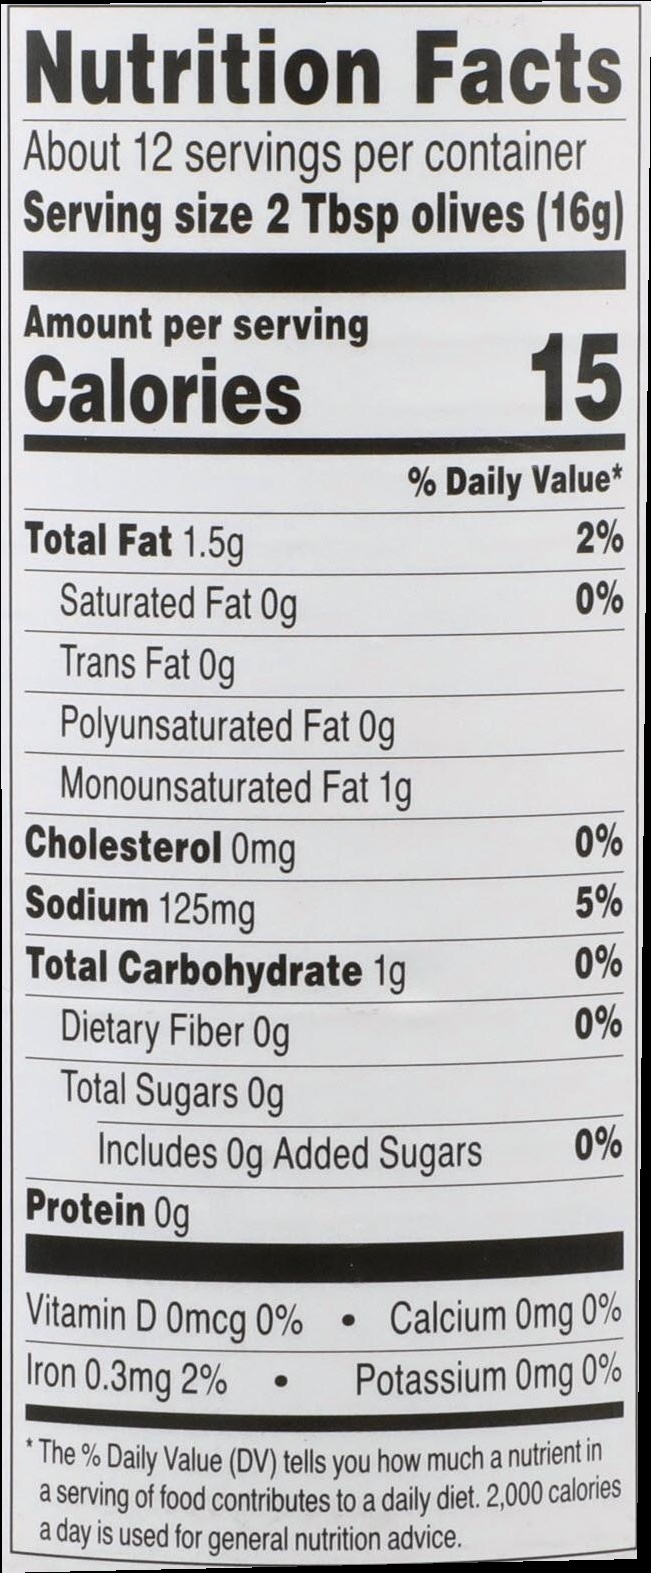 Nutrition Facts
About 12 servings per container
Serving size 2 Tbsp olives (16g)
Amount per serving
Calories 15
% Daily Value*
Total Fat 1.5g 2%
Saturated Fat 0g 0%
Trans Fat 0g
Polyunsaturated Fat 0g
Monounsaturated Fat 1g
Cholesterol 0mg 0%
Sodium 125mg 5%
Total Carbohydrate 1g 0%
Dietary Fiber 0g 0%
Total Sugars 0g
Includes 0g Added Sugars 0%
Protein 0g
Vitamin D 0mcg 0% • Calcium 0mg 0%
Iron 0.3mg 2% • Potassium 0mg 0%
* The % Daily Value (DV) tells you how much a nutrient in
a serving of food contributes to a daily diet. 2,000 calories
a day is used for general nutrition advice.